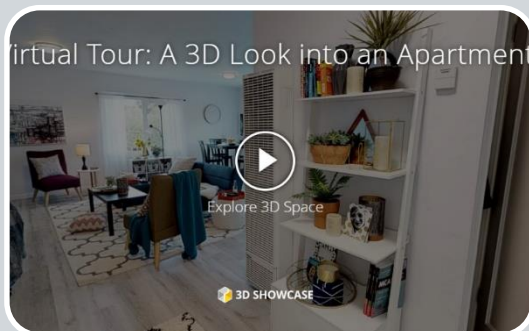 Virtual Tour: A 3D Look into an Apartment
Explore 3D Space
3D SHOWCASE